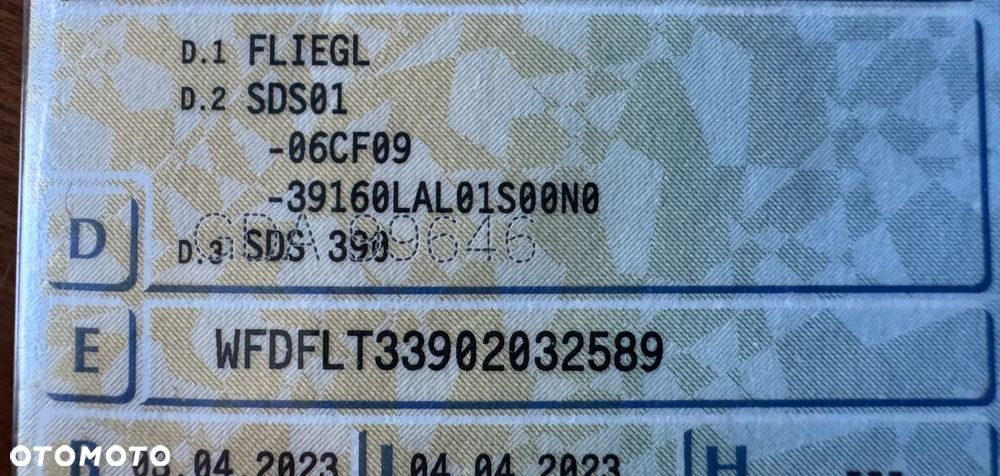 D.1 FLIEGL
D.2 SDS01
-06CF09
-39160LAL01S00N0
D
D.3 SDS 390
E WFDFLT33902032589
I
H
04.04.2023
---
OTOMOTO